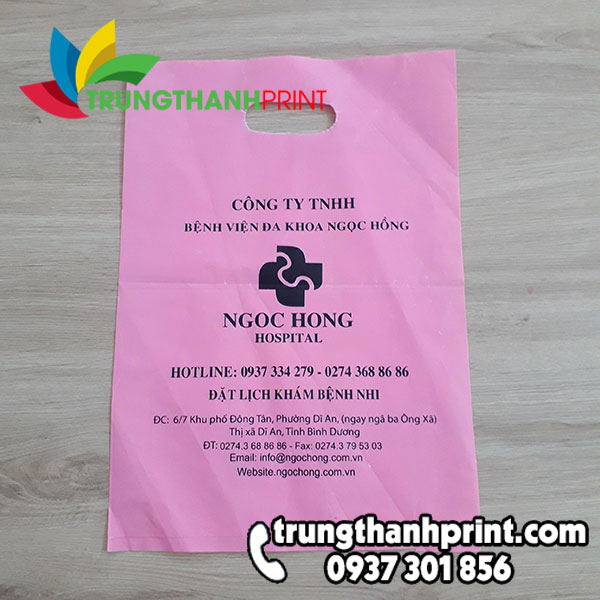 TRUNGTHANHPRINT
CÔNG TY TNHH
BỆNH VIỆN ĐA KHOA NGỌC HỒNG
NGOC HONG
HOSPITAL
HOTLINE: 0937 334 279 - 0274 368 86 86
ĐẶT LỊCH KHÁM BỆNH NHI
ĐC: 6/7 Khu phố Đông Tân, Phường Dĩ An, (ngay ngã ba Ông Xã)
Thị xã Dĩ An, Tỉnh Bình Dương
ĐT: 0274.3 68 86 86 - Fax: 0274.3 79 53 03
Email: info@ngochong.com.vn
Website.ngochong.com.vn
trungthanhprint.com
0937 301 856